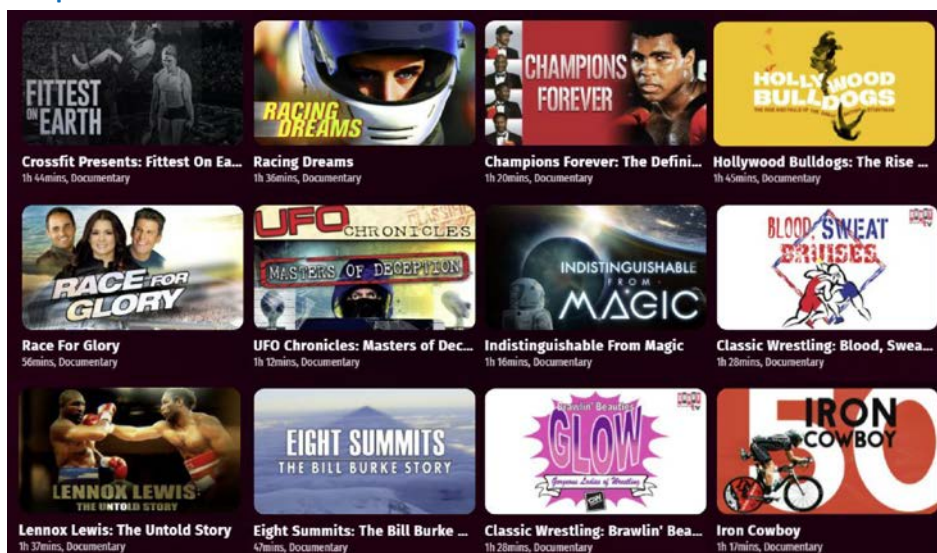 FITTEST
ON
EARTH
RACING
DREAMS
CHAMPIONS
FOREVER
HOLLYWOOD
BULLDOGS
Crossfit Presents: Fittest On Ea...
1h 44mins, Documentary
Racing Dreams
1h 36mins, Documentary
Champions Forever: The Defini...
1h 20mins, Documentary
Hollywood Bulldogs: The Rise ...
1h 45mins, Documentary
RACE FOR
GLORY
UFO
CLASSIFIED
CHRONICLES
MASTERS OF DECEPTION
INDISTINGUISHABLE
FROM
MAGIC
BLOOD, SWEAT
BRUISES
Race For Glory
56mins, Documentary
UFO Chronicles: Masters of Dec...
1h 12mins, Documentary
Indistinguishable From Magic
1h 16mins, Documentary
Classic Wrestling: Blood, Swea...
1h 28mins, Documentary
LENNOX LEWIS:
THE UNTOLD STORY
EIGHT SUMMITS
THE BILL BURKE STORY
Brawlin' Beauties
GLOW
Gorgeous Ladies of Wrestling
CW
TV
50
IRON
COWBOY
Lennox Lewis: The Untold Story
1h 37mins, Documentary
Eight Summits: The Bill Burke ...
47mins, Documentary
Classic Wrestling: Brawlin' Bea...
1h 28mins, Documentary
Iron Cowboy
1h 17mins, Documentary